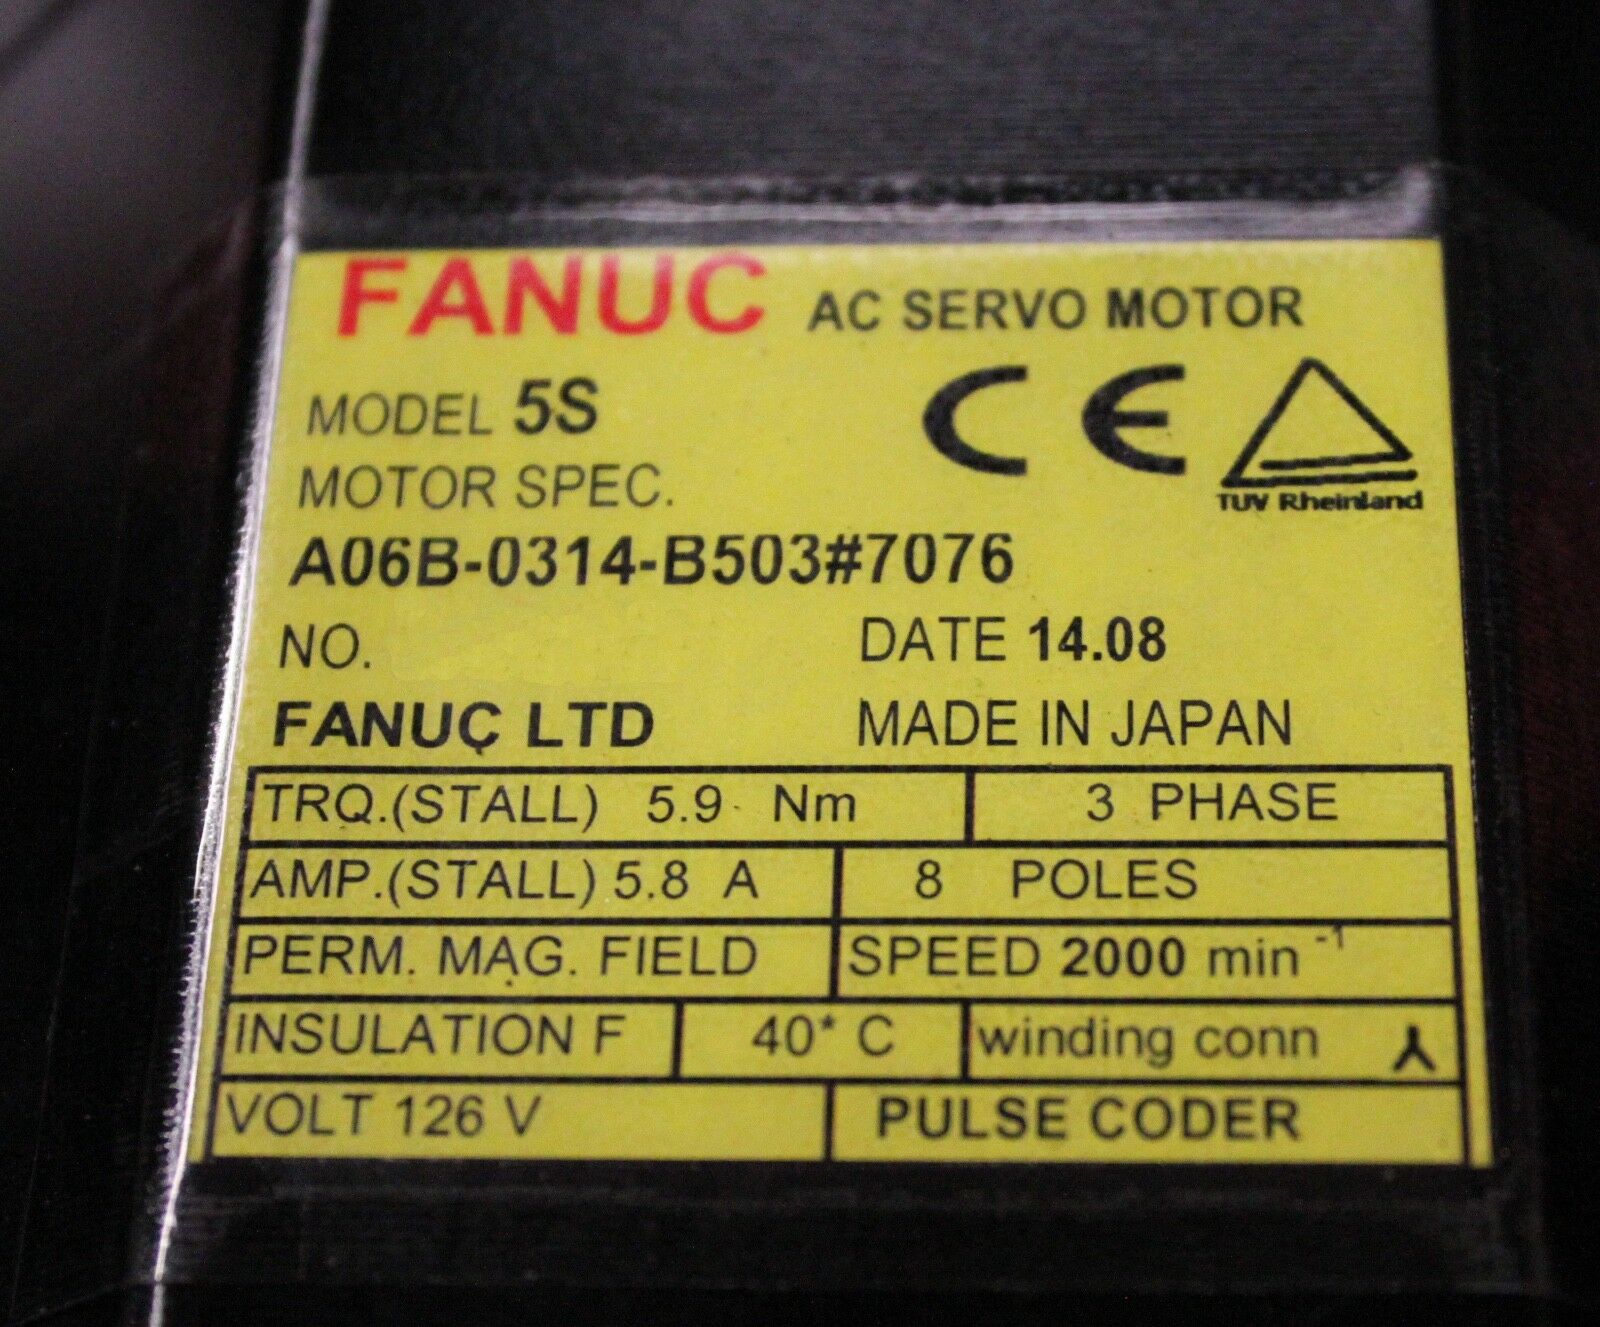 FANUC AC SERVO MOTOR
MODEL 5S
CE
TUV Rheinland
MOTOR SPEC.
A06B-0314-B503#7076
NO. DATE 14.08
FANUC LTD MADE IN JAPAN
TRQ.(STALL) 5.9 Nm 3 PHASE
AMP.(STALL) 5.8 A 8 POLES
PERM. MAG. FIELD SPEED 2000 min⁻¹
INSULATION F 40* C winding conn
VOLT 126 V PULSE CODER